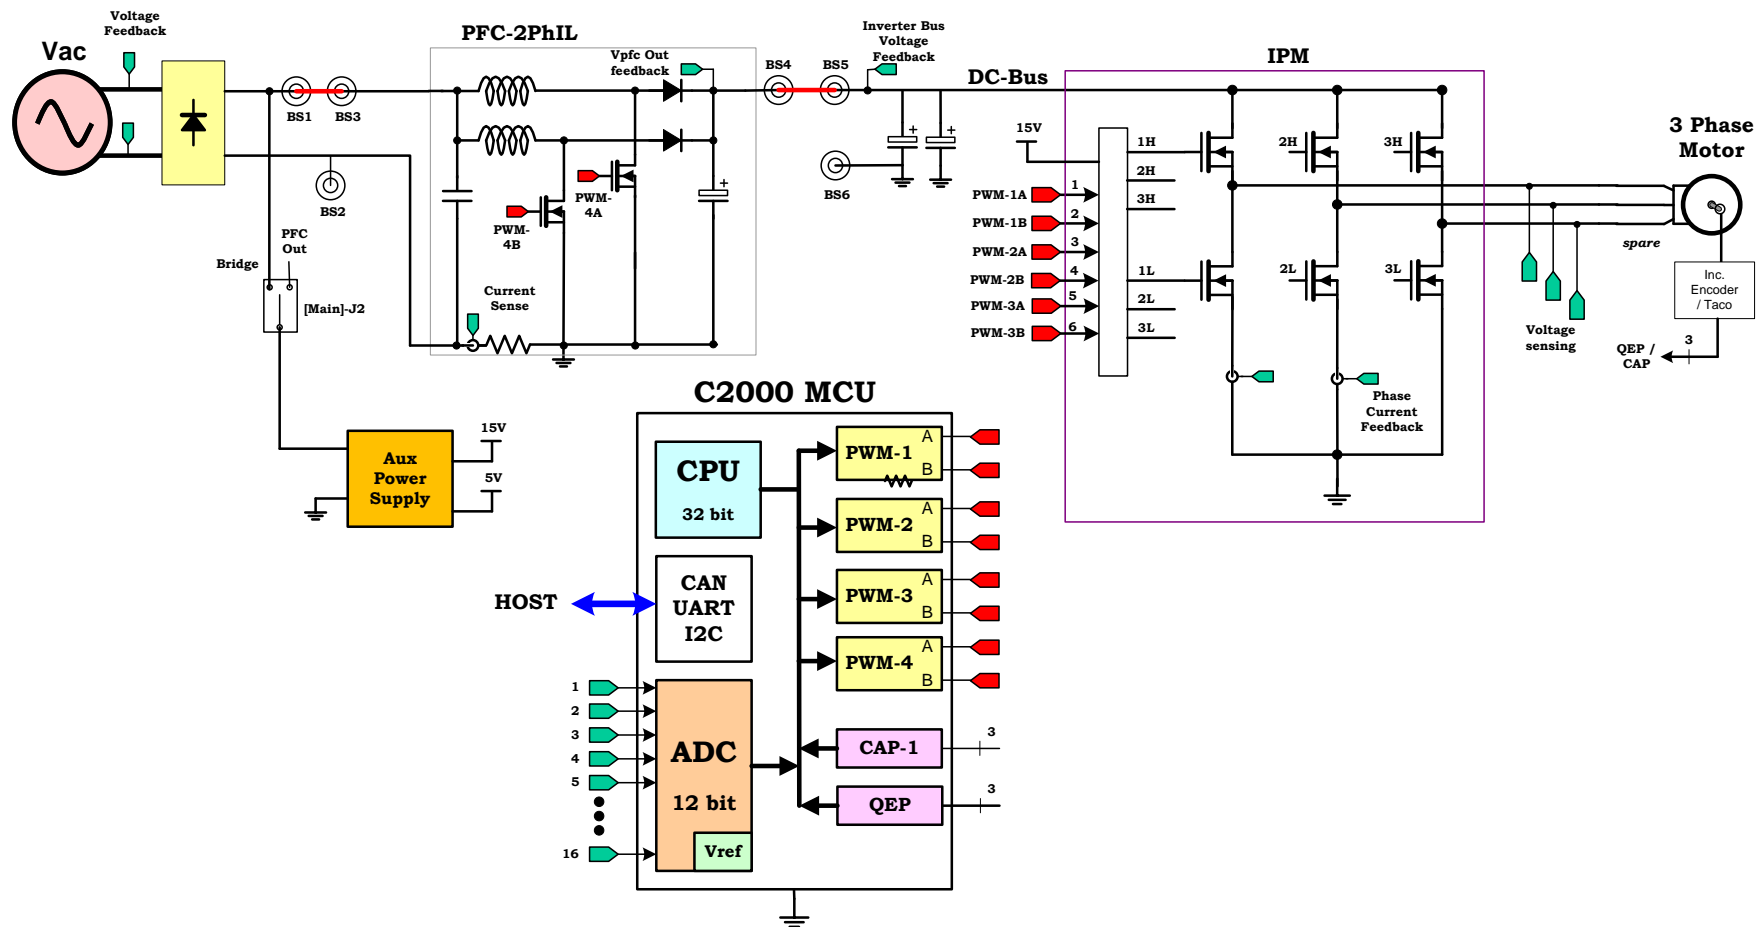 Voltage
Feedback
Vac
PFC-2PhIL
Vpfc Out
feedback
BS1
BS3
BS2
BS4
BS5
BS6
Inverter Bus
Voltage
Feedback
DC-Bus
IPM
3 Phase
Motor
15V
1H
2H
3H
2H
3H
PWM-1A
1
PWM-1B
2
PWM-2A
3
PWM-2B
4
PWM-3A
5
PWM-3B
6
1L
2L
3L
2L
3L
PWM-
4A
PWM-
4B
PFC
Out
Bridge
[Main]-J2
Current
Sense
spare
Inc.
Encoder
/ Taco
Voltage
sensing
QEP /
CAP
3
Phase
Current
Feedback
Aux
Power
Supply
15V
5V
C2000 MCU
CPU
32 bit
PWM-1
A
B
PWM-2
A
B
PWM-3
A
B
PWM-4
A
B
HOST
CAN
UART
I2C
1
2
3
4
5
16
ADC
12 bit
Vref
CAP-1
3
QEP
3